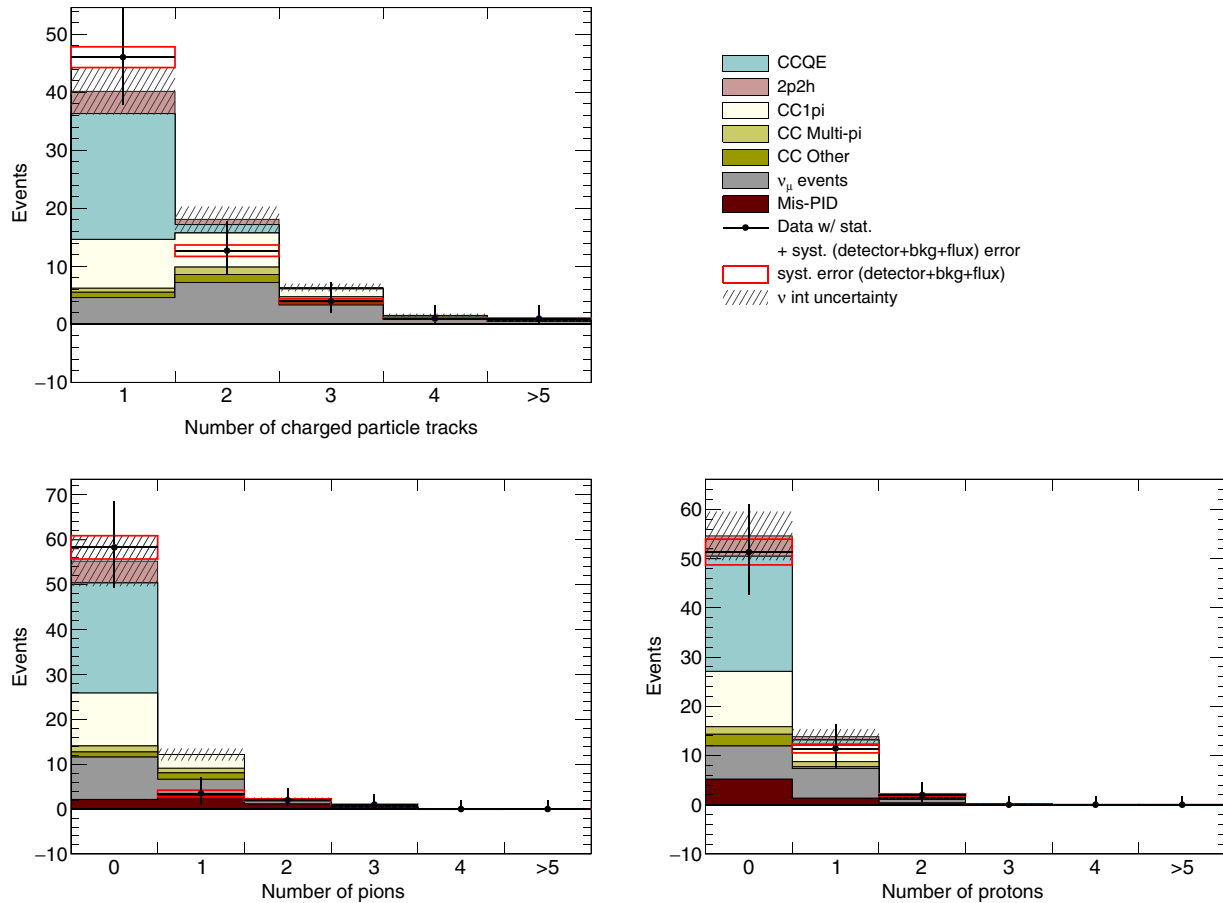 50
40
30
20
10
0
−10
Events
1 2 3 4 >5
Number of charged particle tracks
CCQE
2p2h
CC1pi
CC Multi-pi
CC Other
νμ events
Mis-PID
Data w/ stat.
+ syst. (detector+bkg+flux) error
syst. error (detector+bkg+flux)
ν int uncertainty
70
60
50
40
30
20
10
0
−10
Events
0 1 2 3 4 >5
Number of pions
60
50
40
30
20
10
0
−10
Events
0 1 2 3 4 >5
Number of protons